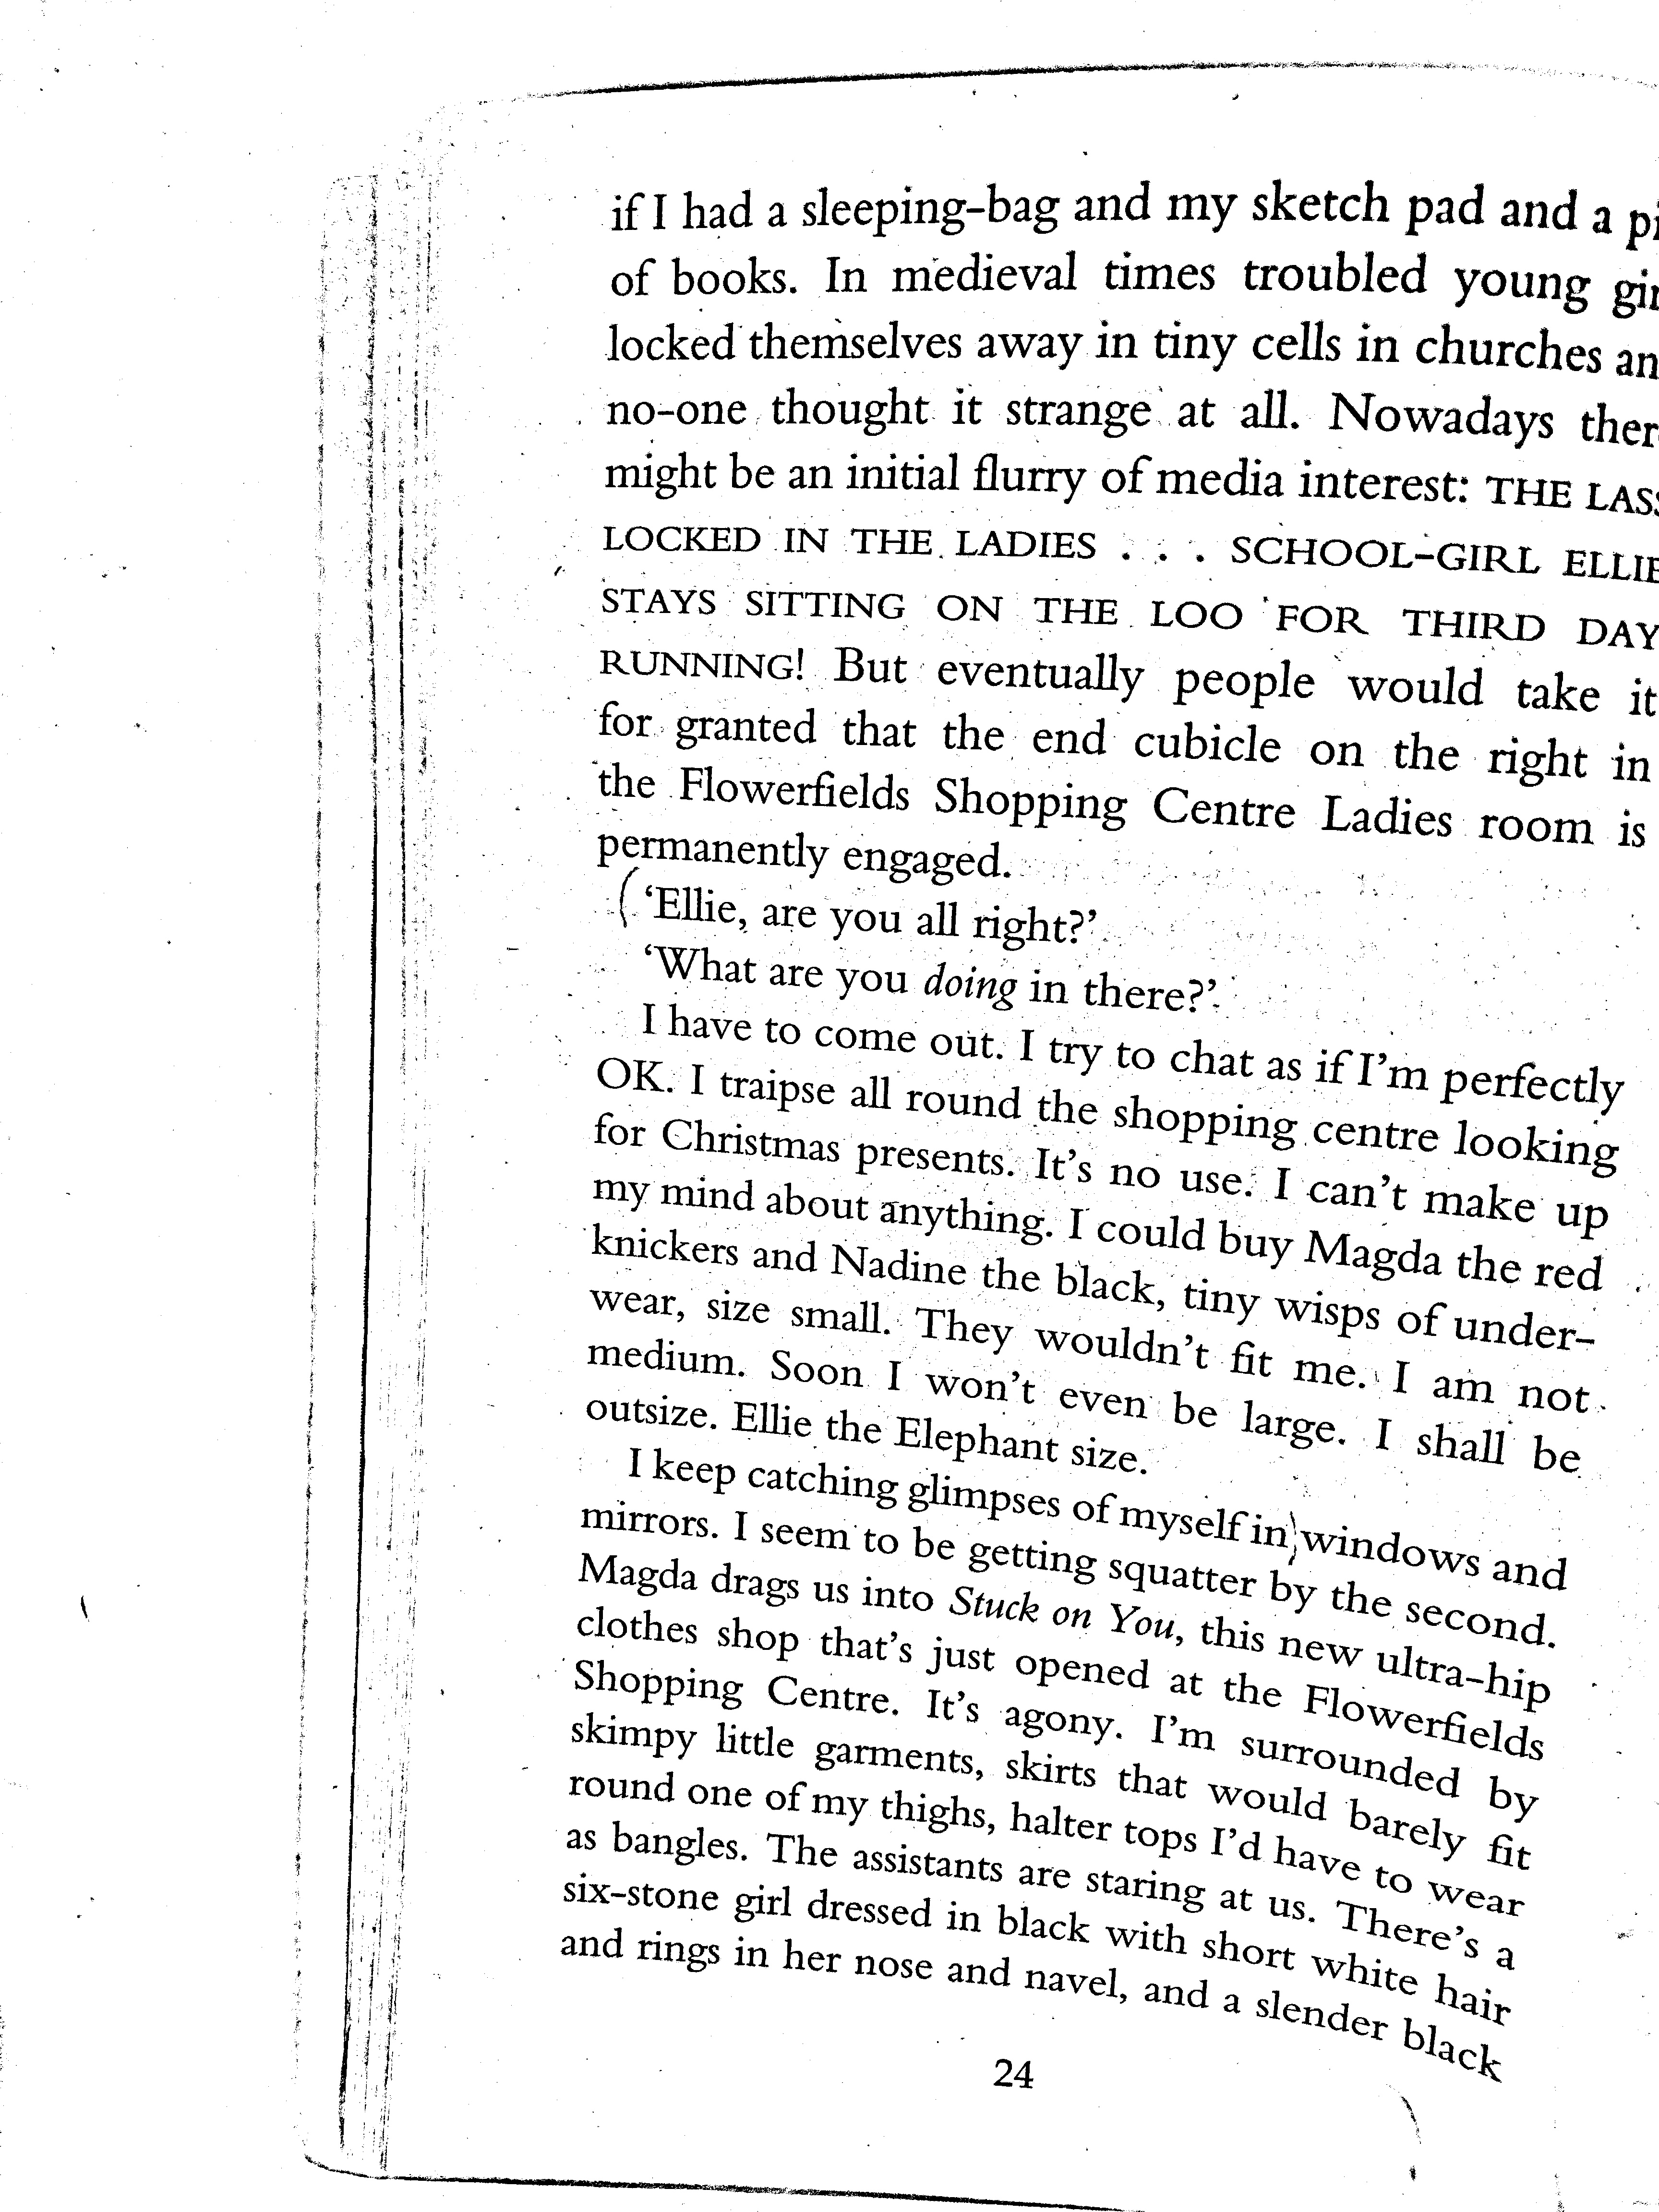 if I had a sleeping-bag and my sketch pad and a pi
of books. In medieval times troubled young gir
locked themselves away in tiny cells in churches an
no-one thought it strange at all. Nowadays ther
might be an initial flurry of media interest: THE LASS
LOCKED IN THE LADIES . . . SCHOOL-GIRL ELLIE
STAYS SITTING ON THE LOO FOR THIRD DAY
RUNNING! But eventually people would take it
for granted that the end cubicle on the right in
the Flowerfields Shopping Centre Ladies room is
permanently engaged.
‘Ellie, are you all right?’
‘What are you doing in there?’
I have to come out. I try to chat as if I’m perfectly
OK. I traipse all round the shopping centre looking
for Christmas presents. It’s no use. I can’t make up
my mind about anything. I could buy Magda the red
knickers and Nadine the black, tiny wisps of under-
wear, size small. They wouldn’t fit me. I am not
medium. Soon I won’t even be large. I shall be
outsize. Ellie the Elephant size.
I keep catching glimpses of myself in windows and
mirrors. I seem to be getting squatter by the second.
Magda drags us into Stuck on You, this new ultra-hip
clothes shop that’s just opened at the Flowerfields
Shopping Centre. It’s agony. I’m surrounded by
skimpy little garments, skirts that would barely fit
round one of my thighs, halter tops I’d have to wear
as bangles. The assistants are staring at us. There’s a
six-stone girl dressed in black with short white hair
and rings in her nose and navel, and a slender black
24